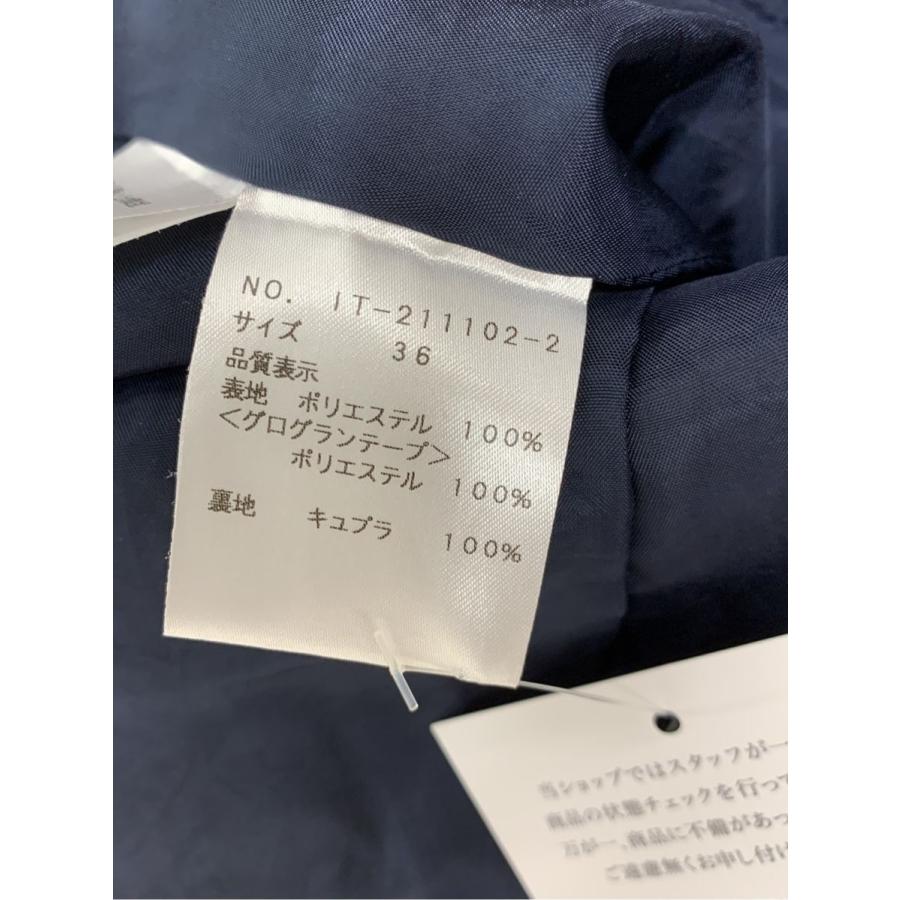 NO. IT-211102-2
サイズ 36
品質表示
表地 ポリエステル 100%
<グログランテープ>
ポリエステル 100%
裏地 キュプラ 100%
当ショップではスタッフが一
商品の状態チェックを行って
万が一、商品に不備があっ
ご遠慮無くお申し付け